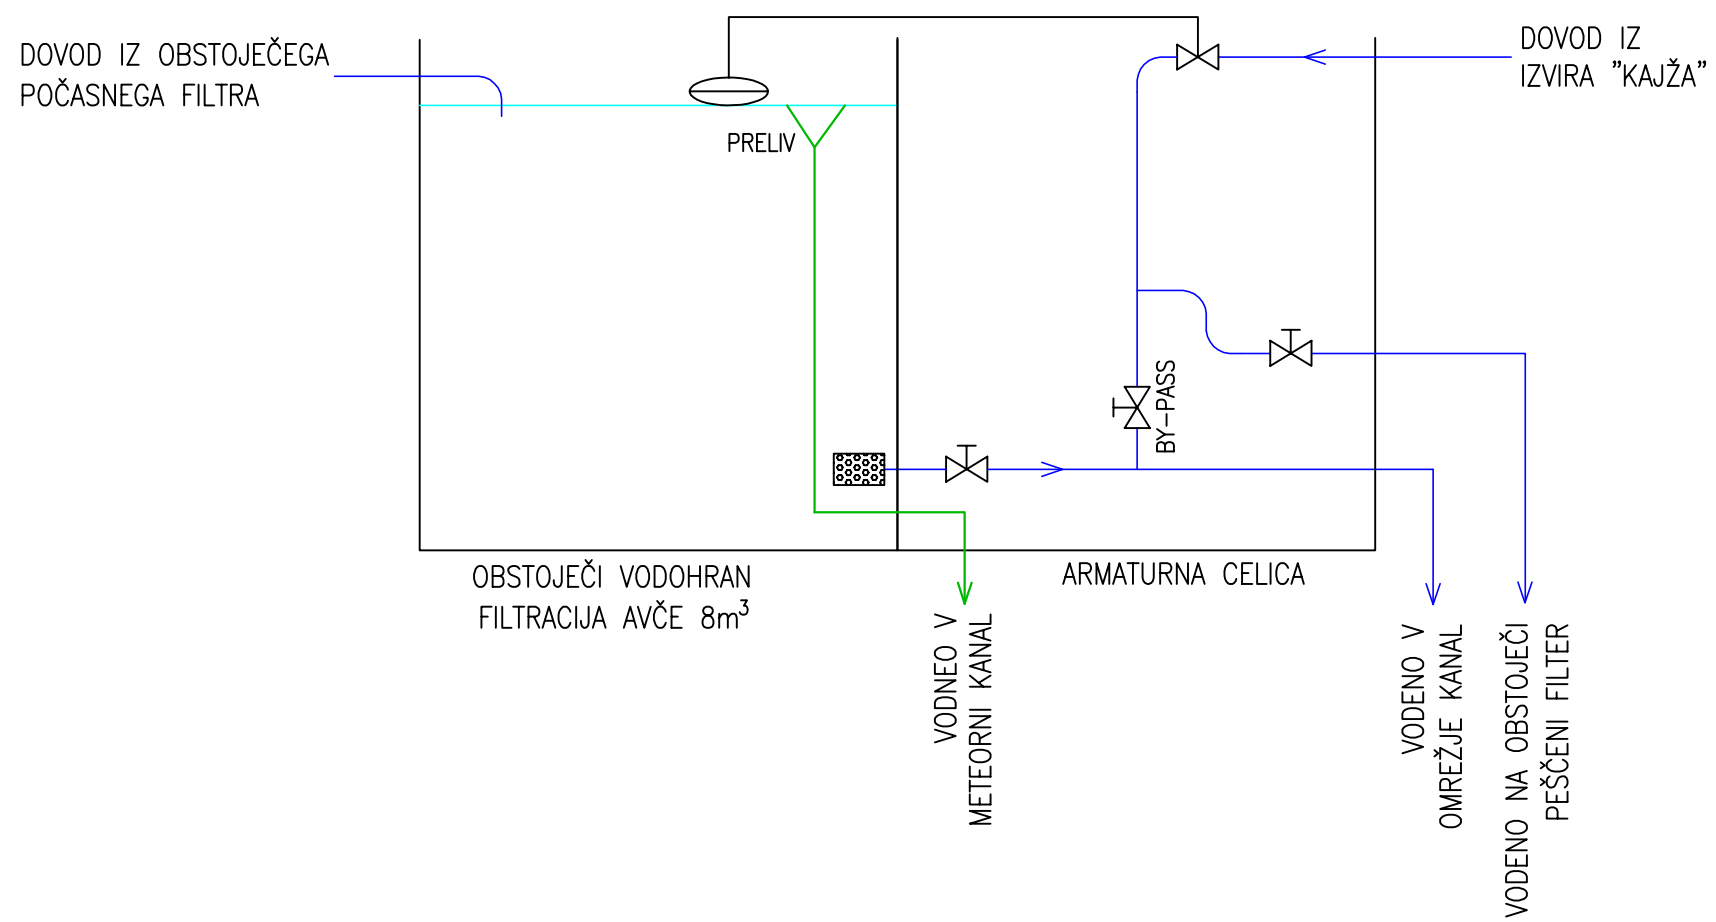 DOVOD IZ OBSTOJEČEGA
POČASNEGA FILTRA
DOVOD IZ
IZVIRA "KAJŽA"
PRELIV
BY-PASS
OBSTOJEČI VODOHRAN
FILTRACIJA AVČE 8m³
ARMATURNA CELICA
VODNEO V
METEORNI KANAL
VODENO V
OMREŽJE KANAL
VODENO NA OBSTOJEČI
PEŠČENI FILTER